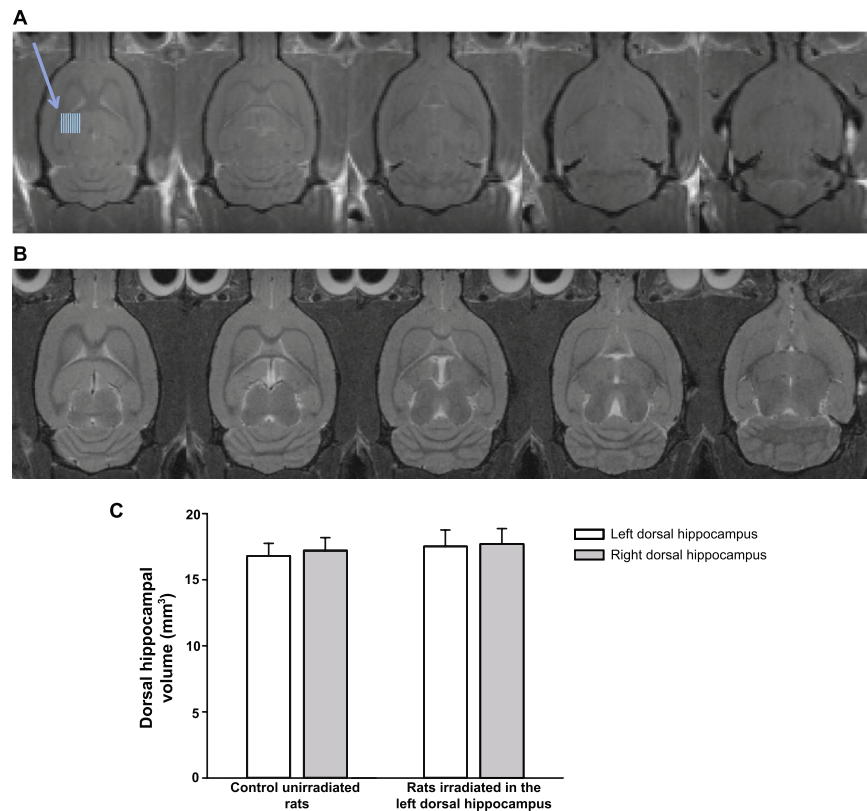 A
B
C
Dorsal hippocampal
volume (mm³)
20
15
10
5
0
Control unirradiated
rats
Rats irradiated in the
left dorsal hippocampus
Left dorsal hippocampus
Right dorsal hippocampus